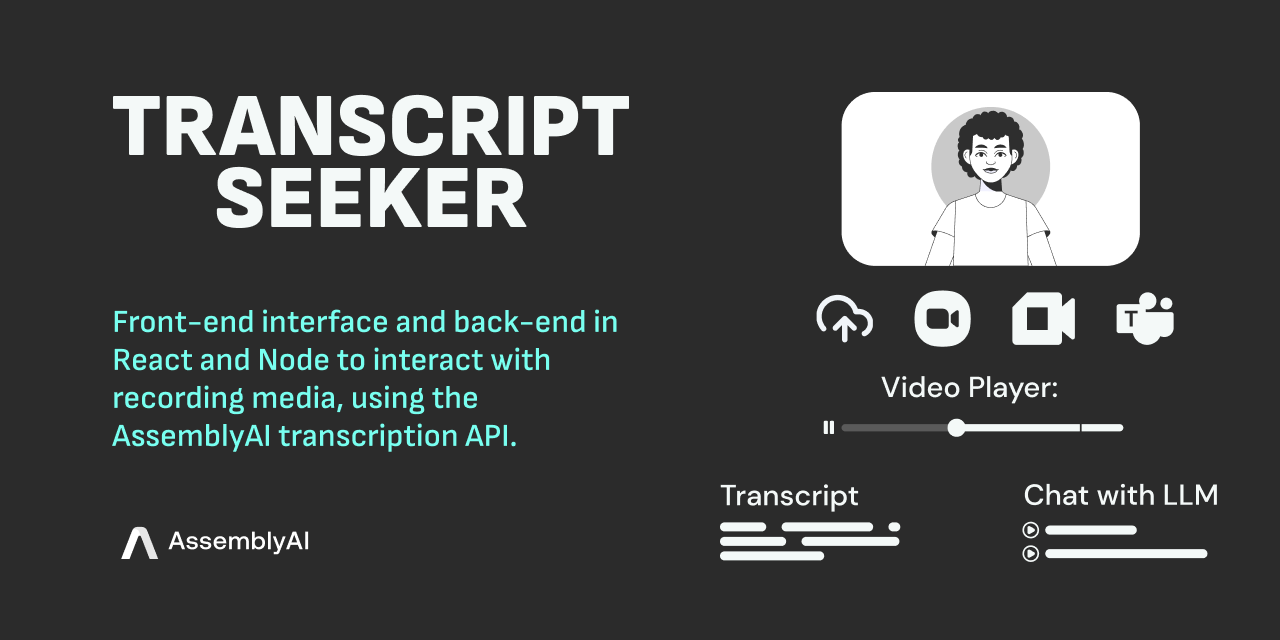 TRANSCRIPT
SEEKER
Front-end interface and back-end in
React and Node to interact with
recording media, using the
AssemblyAI transcription API.
AssemblyAI
T
Video Player:
Transcript
Chat with LLM